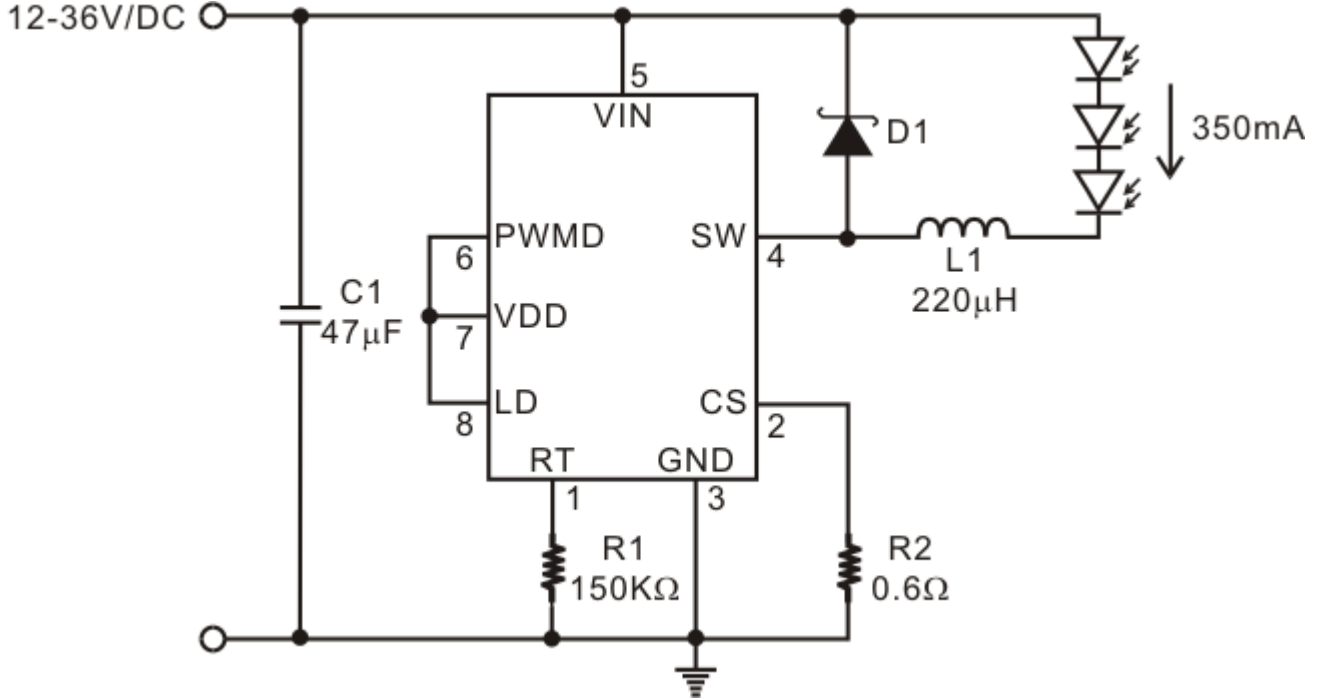 12-36V/DC
5
VIN
D1
350mA
6
PWMD
SW
4
L1
220μH
C1
47μF
7
VDD
8
LD
CS
2
RT
GND
1
3
R1
150KΩ
R2
0.6Ω